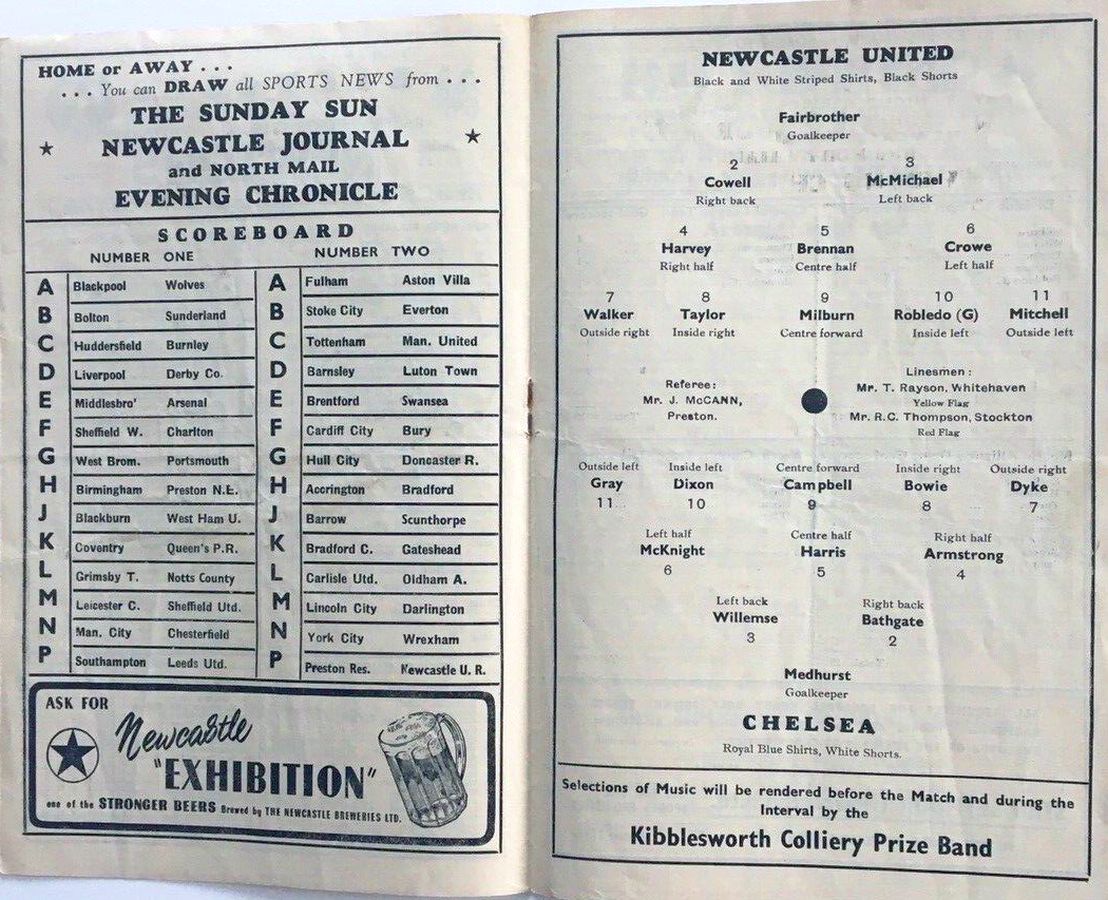 HOME or AWAY . . .
. . . You can DRAW all SPORTS NEWS from . . .
THE SUNDAY SUN
NEWCASTLE JOURNAL
and NORTH MAIL
EVENING CHRONICLE
SCOREBOARD
NUMBER ONE NUMBER TWO
A Blackpool Wolves A Fulham Aston Villa
B Bolton Sunderland B Stoke City Everton
C Huddersfield Burnley C Tottenham Man. United
D Liverpool Derby Co. D Barnsley Luton Town
E Middlesbro' Arsenal E Brentford Swansea
F Sheffield W. Charlton F Cardiff City Bury
G West Brom. Portsmouth G Hull City Doncaster R.
H Birmingham Preston N.E. H Accrington Bradford
J Blackburn West Ham U. J Barrow Scunthorpe
K Coventry Queen's P.R. K Bradford C. Gateshead
L Grimsby T. Notts County L Carlisle Utd. Oldham A.
M Leicester C. Sheffield Utd. M Lincoln City Darlington
N Man. City Chesterfield N York City Wrexham
P Southampton Leeds Utd. P Preston Res. Newcastle U. R.
ASK FOR
Newcastle
"EXHIBITION"
one of the STRONGER BEERS Brewed by THE NEWCASTLE BREWERIES LTD.
NEWCASTLE UNITED
Black and White Striped Shirts, Black Shorts
Fairbrother
Goalkeeper
2 3
Cowell McMichael
Right back Left back
4 5 6
Harvey Brennan Crowe
Right half Centre half Left half
7 8 9 10 11
Walker Taylor Milburn Robledo (G) Mitchell
Outside right Inside right Centre forward Inside left Outside left
Referee:
Mr. J. McCANN,
Preston.
Linesmen :
Mr. T. Rayson, Whitehaven
Yellow Flag
Mr. R.C. Thompson, Stockton
Red Flag
Outside left Inside left Centre forward Inside right Outside right
Gray Dixon Campbell Bowie Dyke
11 10 9 8 7
Left half Centre half Right half
McKnight Harris Armstrong
6 5 4
Left back Right back
Willemse Bathgate
3 2
Medhurst
Goalkeeper
CHELSEA
Royal Blue Shirts, White Shorts.
Selections of Music will be rendered before the Match and during the
Interval by the
Kibblesworth Colliery Prize Band